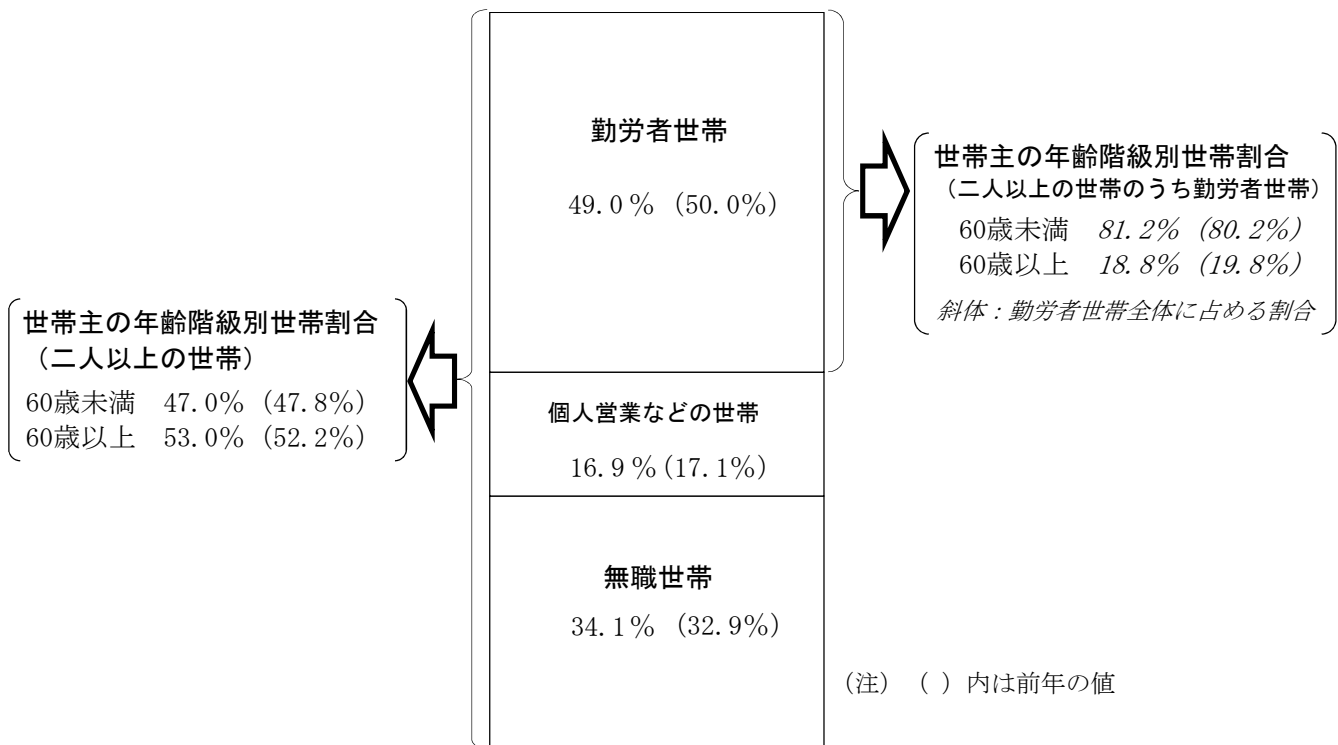 勤労者世帯
49.0% (50.0%)
世帯主の年齢階級別世帯割合
(二人以上の世帯のうち勤労者世帯)
60歳未満 81.2% (80.2%)
60歳以上 18.8% (19.8%)
斜体:勤労者世帯全体に占める割合
世帯主の年齢階級別世帯割合
(二人以上の世帯)
60歳未満 47.0% (47.8%)
60歳以上 53.0% (52.2%)
個人営業などの世帯
16.9% (17.1%)
無職世帯
34.1% (32.9%)
(注) ( )内は前年の値